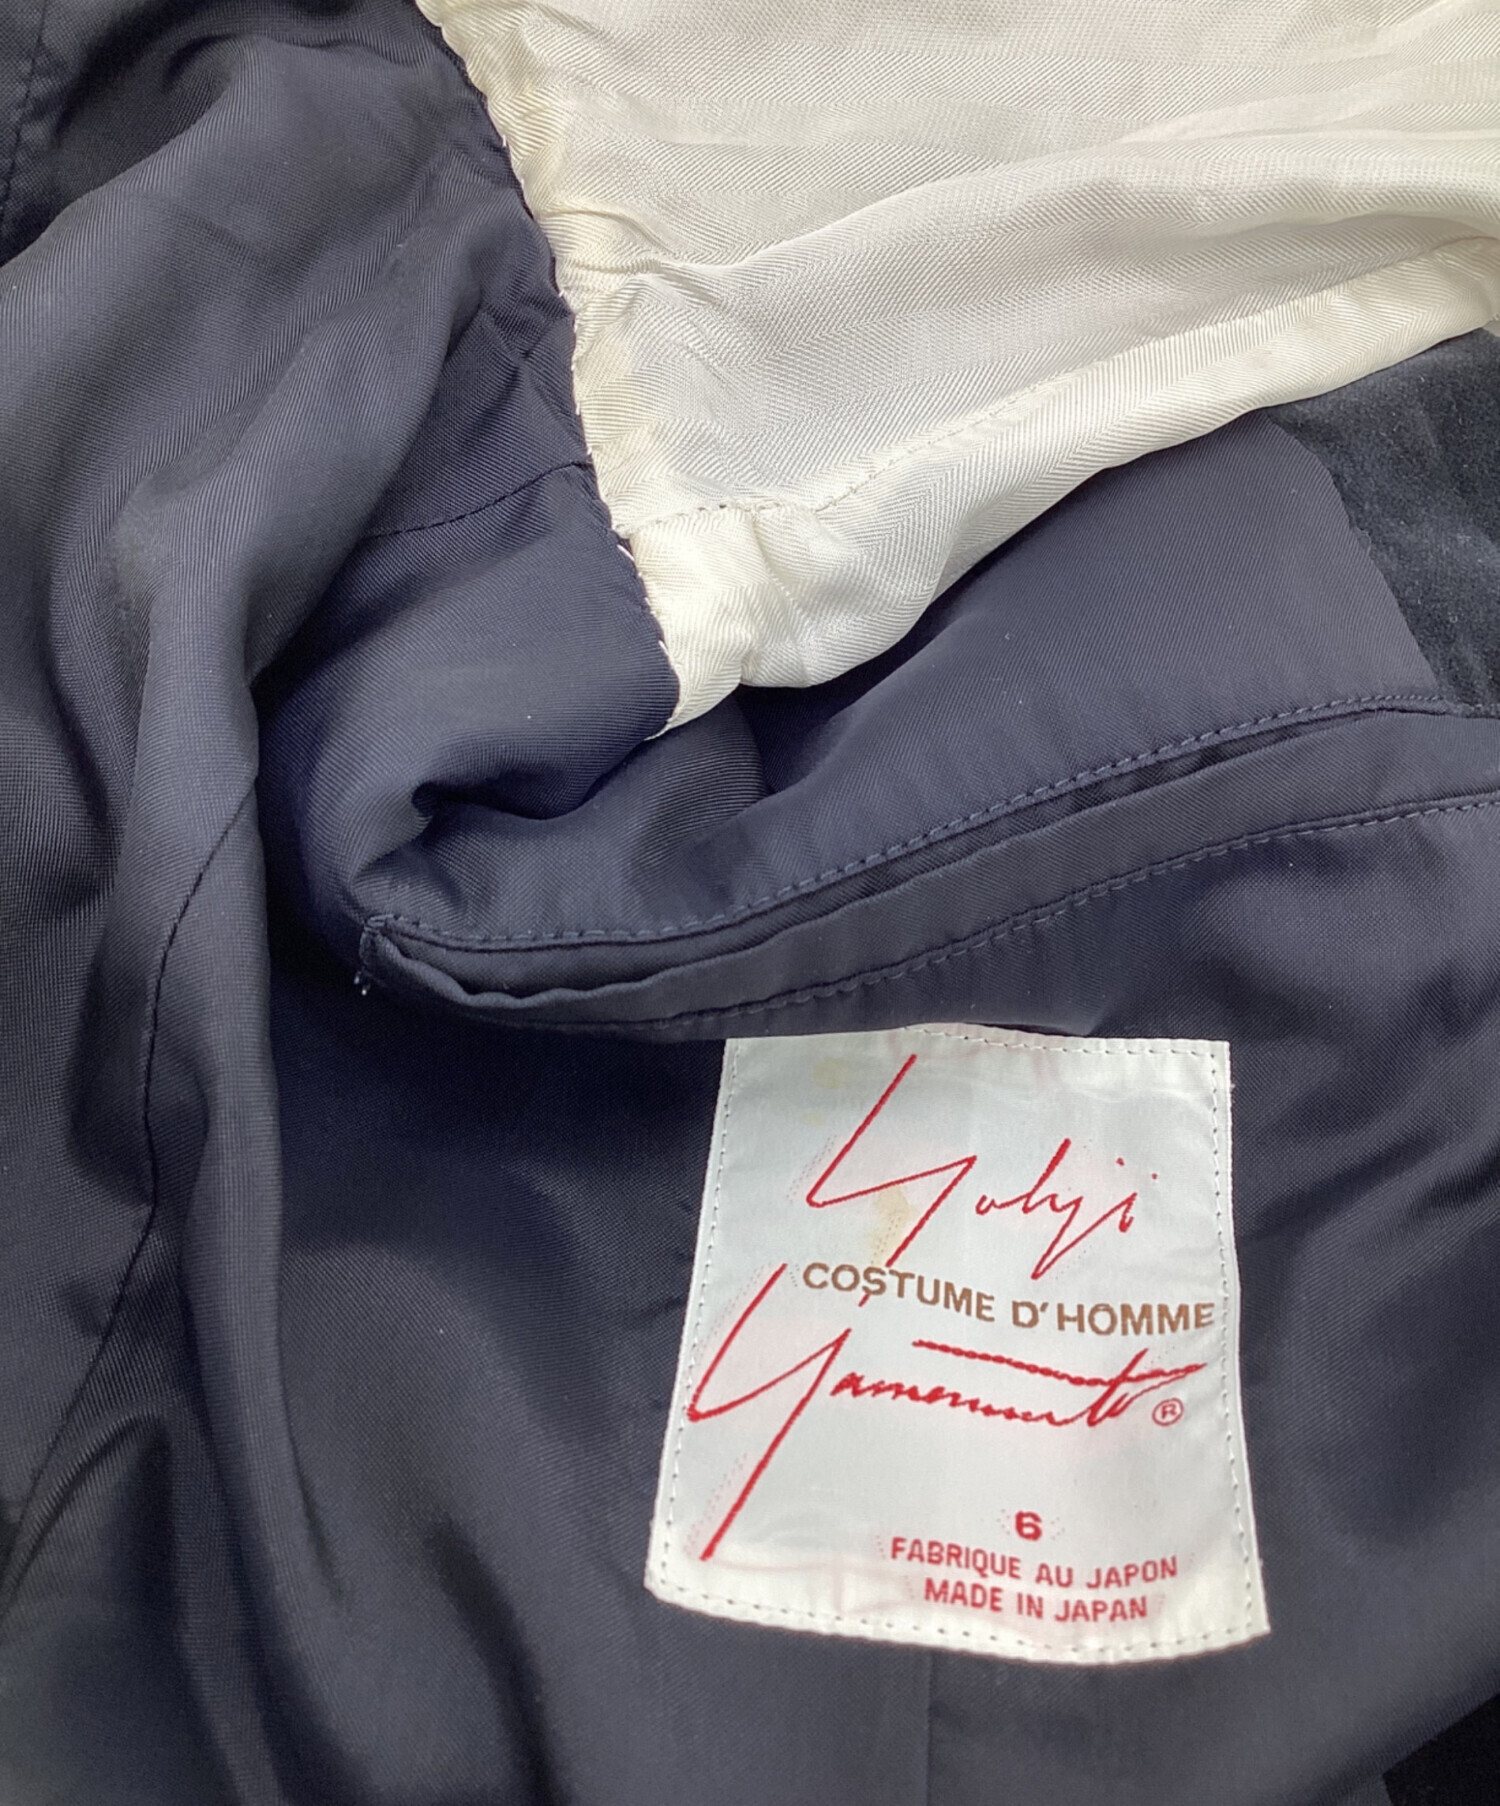 Yohji
COSTUME D'HOMME
Yamamoto ®
6
FABRIQUE AU JAPON
MADE IN JAPAN